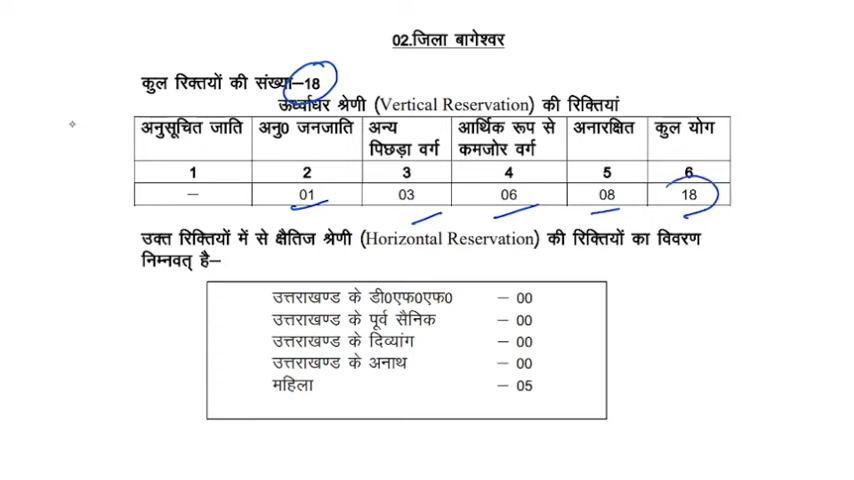 02.जिला बागेश्वर
कुल रिक्तियों की संख्या–18
ऊर्ध्वाधर श्रेणी (Vertical Reservation) की रिक्तियां
अनुसूचित जाति अनु0 जनजाति अन्य पिछड़ा वर्ग आर्थिक रूप से कमजोर वर्ग अनारक्षित कुल योग
1 2 3 4 5 6
– 01 03 06 08 18
उक्त रिक्तियों में से क्षैतिज श्रेणी (Horizontal Reservation) की रिक्तियों का विवरण
निम्नवत् है–
उत्तराखण्ड के डी0एफ0एफ0 – 00
उत्तराखण्ड के पूर्व सैनिक – 00
उत्तराखण्ड के दिव्यांग – 00
उत्तराखण्ड के अनाथ – 00
महिला – 05